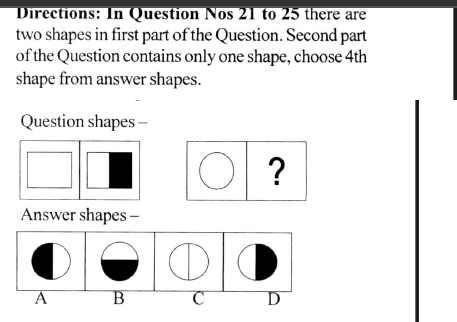 Directions: In Question Nos 21 to 25 there are
two shapes in first part of the Question. Second part
of the Question contains only one shape, choose 4th
shape from answer shapes.
Question shapes –
?
Answer shapes –
A B C D